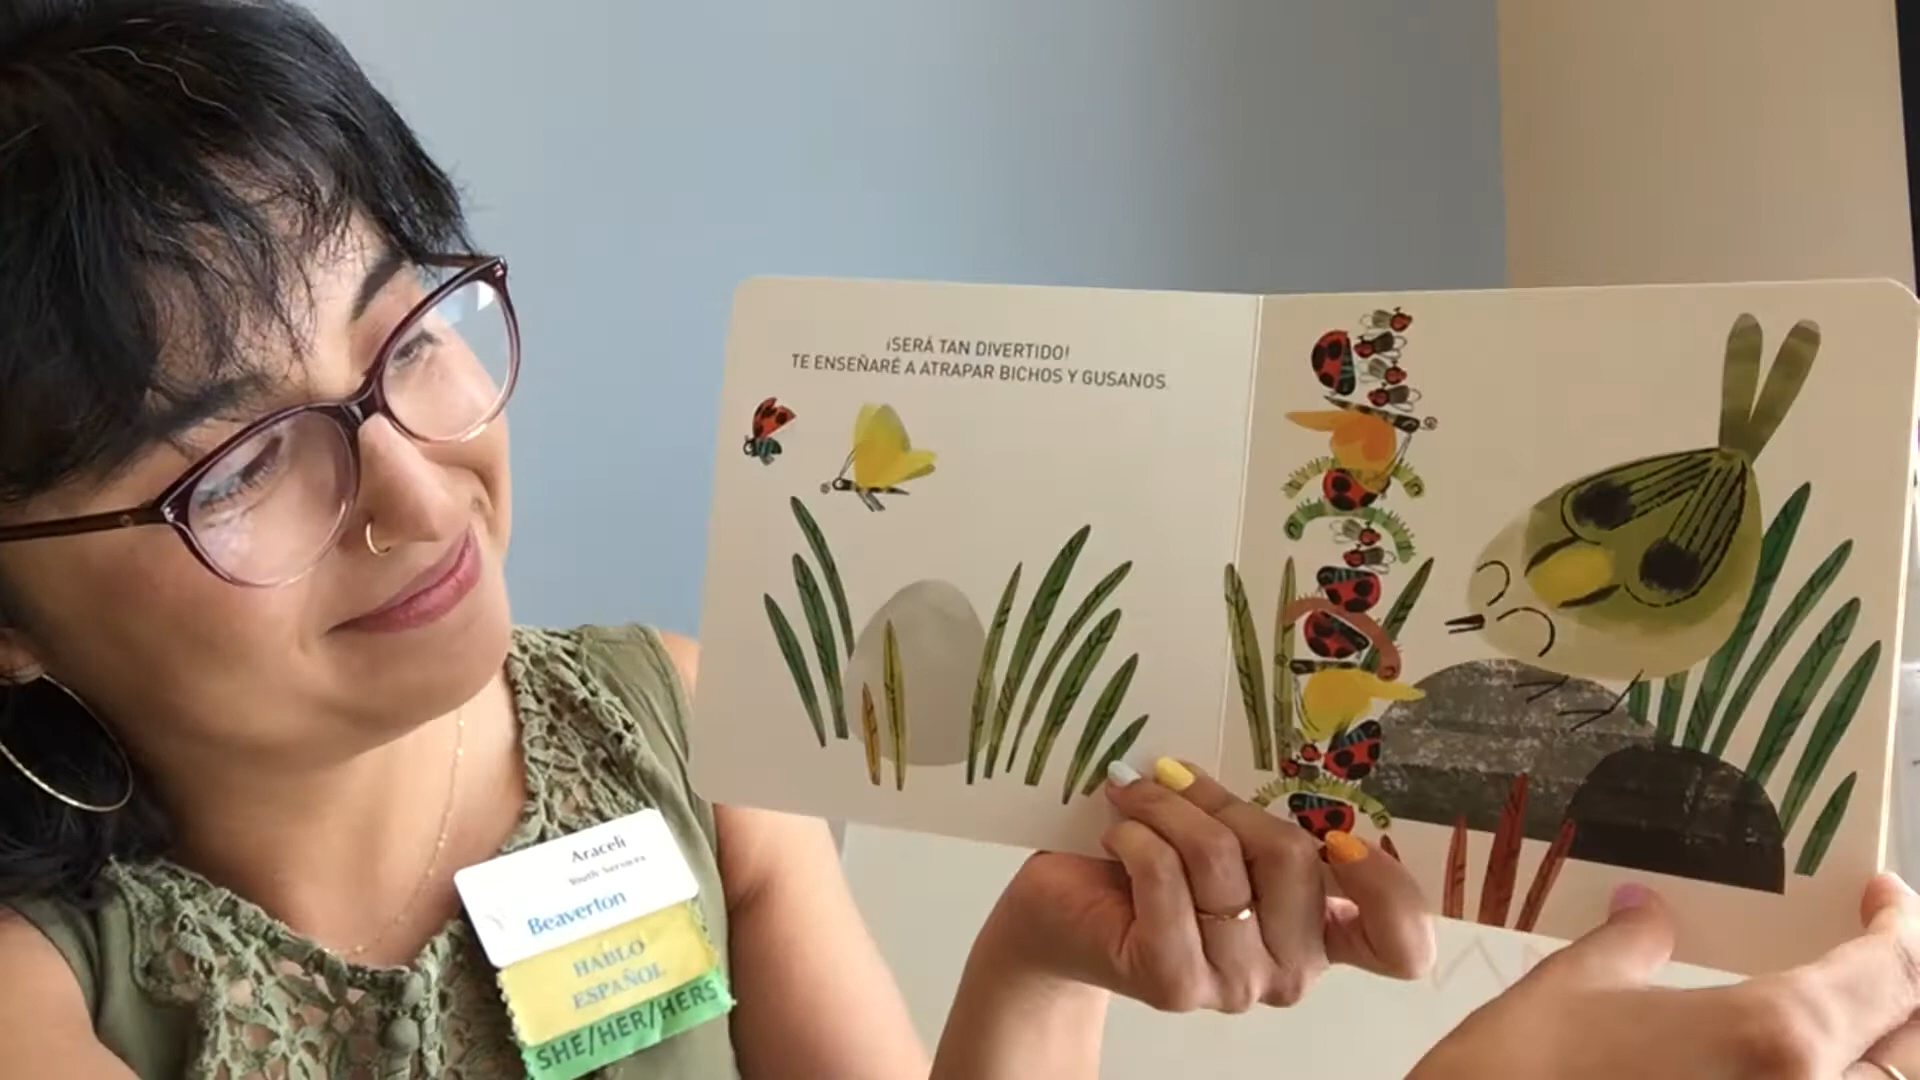 ¡SERÁ TAN DIVERTIDO!
TE ENSEÑARÉ A ATRAPAR BICHOS Y GUSANOS.
Araceli
Youth Services
Beaverton
HABLO
ESPAÑOL
SHE/HER/HERS